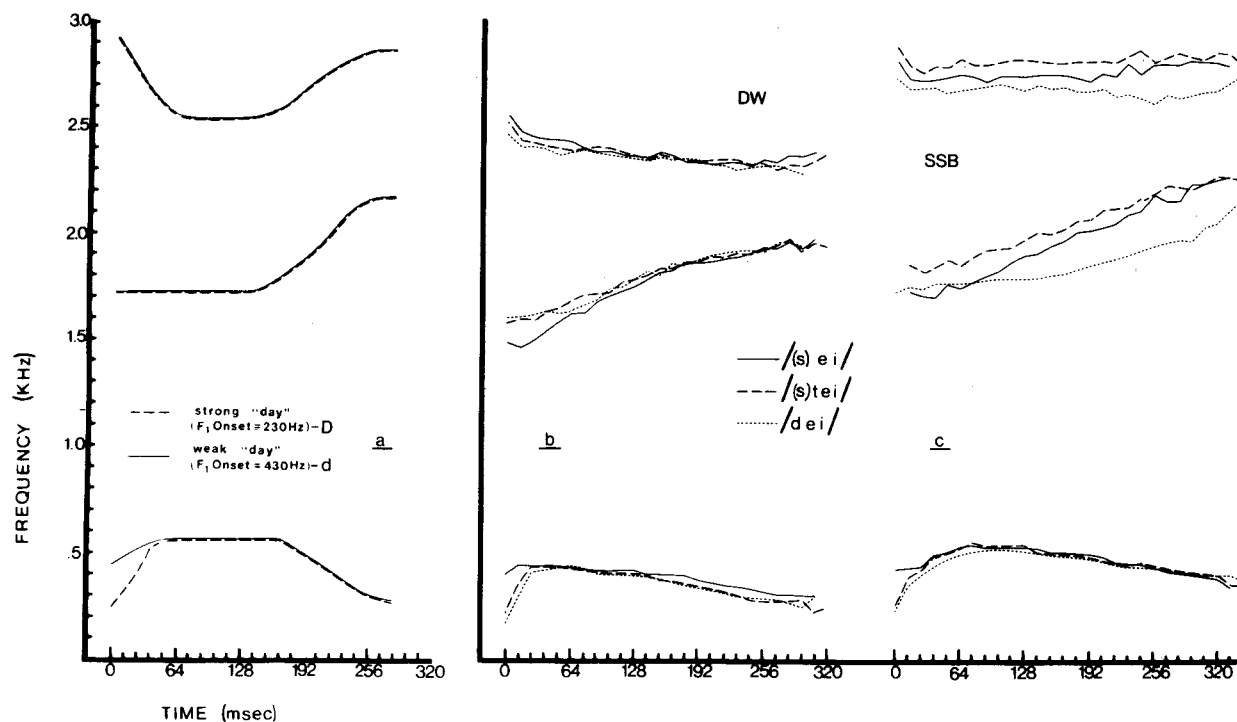 3.0
2.5
2.0
1.5
1.0
.5
0
FREQUENCY (KHz)
strong "day"
(F1 Onset = 230Hz)-D
weak "day"
(F1 Onset = 430Hz)-d
a
0 64 128 192 256 320
TIME (msec)
DW
/(s) ei/
/(s)tei/
/dei/
b
0 64 128 192 256 320
SSB
c
0 64 128 192 256 320